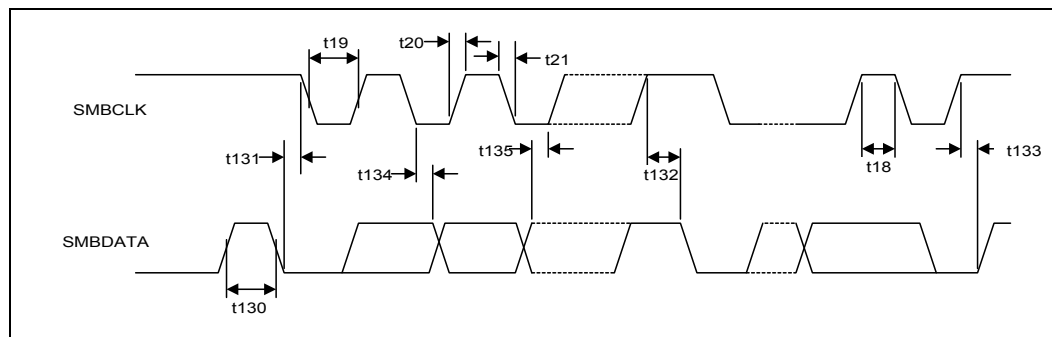 t19
t20
t21
SMBCLK
t131
t134
t135
t132
t18
t133
SMBDATA
t130